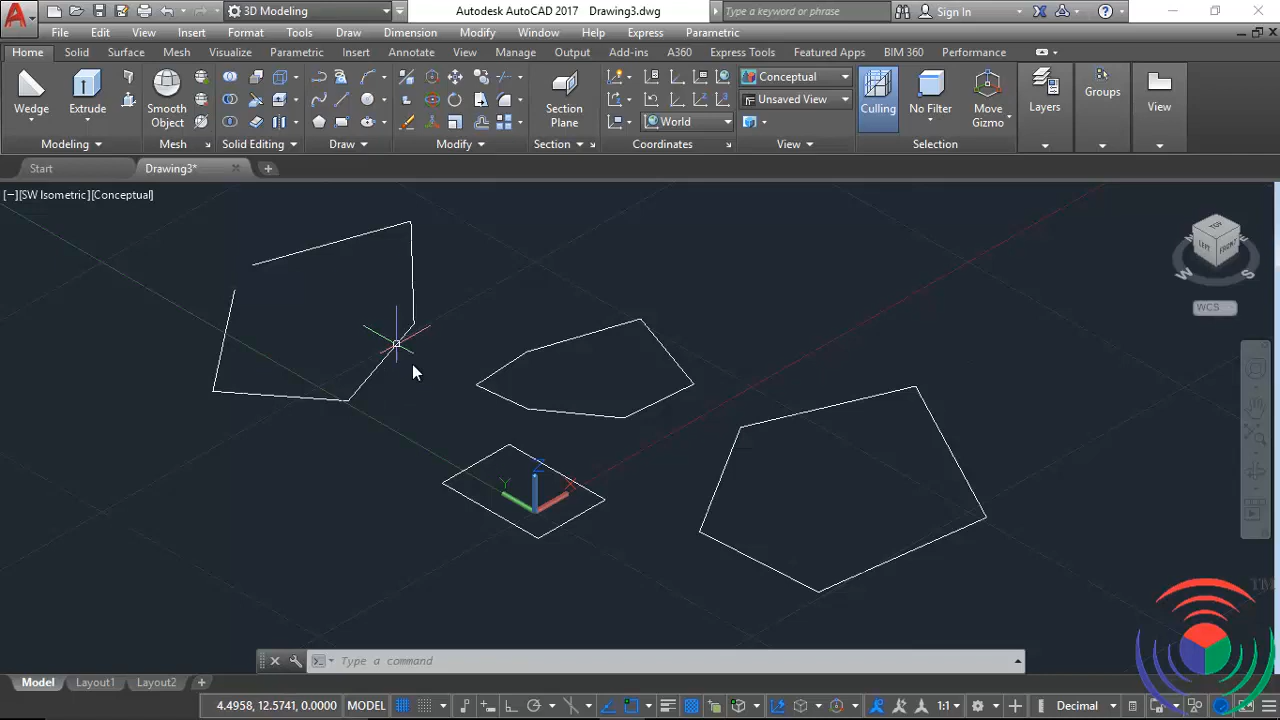 3D Modeling
Autodesk AutoCAD 2017 Drawing3.dwg
Type a keyword or phrase
Sign In
File Edit View Insert Format Tools Draw Dimension Modify Window Help Express Parametric
Home Solid Surface Mesh Visualize Parametric Insert Annotate View Manage Output Add-ins A360 Express Tools Featured Apps BIM 360 Performance
Wedge
Extrude
Smooth Object
Section Plane
World
Conceptual
Unsaved View
Culling
No Filter
Move Gizmo
Layers
Groups
View
Modeling Mesh Solid Editing Draw Modify Section Coordinates View Selection
Start Drawing3*
[−][SW Isometric][Conceptual]
TOP
LEFT
FRONT
W
S
WCS
Y
Z
X
TM
Type a command
Model Layout1 Layout2 +
4.4958, 12.5741, 0.0000 MODEL 1:1 Decimal